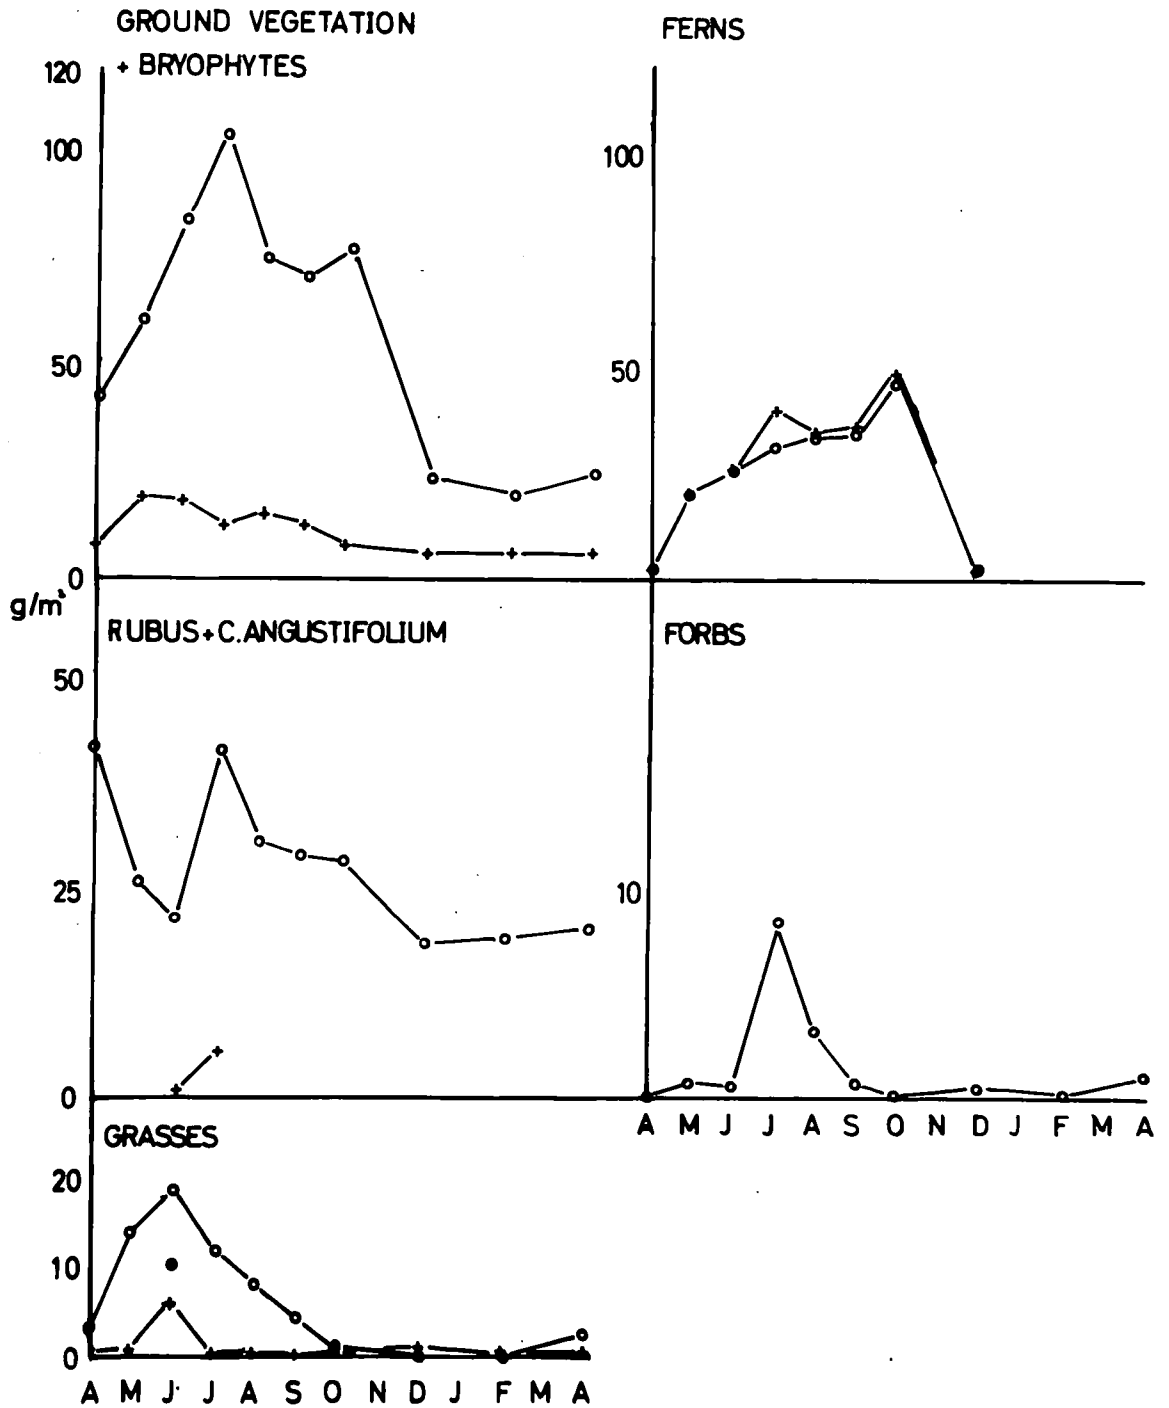 GROUND VEGETATION
+ BRYOPHYTES
120
100
50
0
g/m²
FERNS
100
50
RUBUS + C. ANGUSTIFOLIUM
50
25
0
FORBS
10
A M J J A S O N D J F M A
GRASSES
20
10
0
A M J J A S O N D J F M A